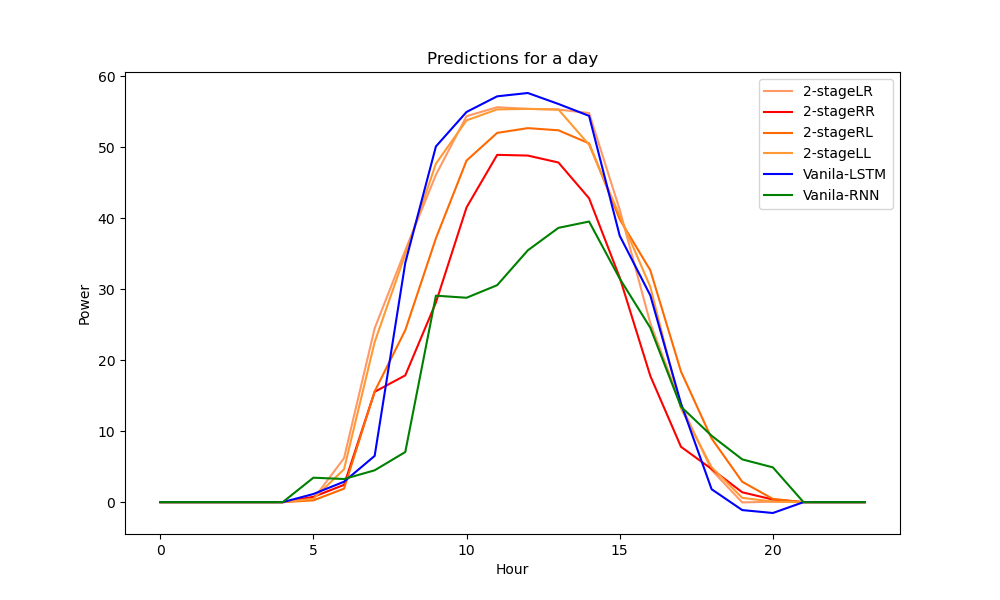 Predictions for a day
60
50
40
30
20
10
0
Power
0 5 10 15 20
Hour
2-stageLR
2-stageRR
2-stageRL
2-stageLL
Vanila-LSTM
Vanila-RNN